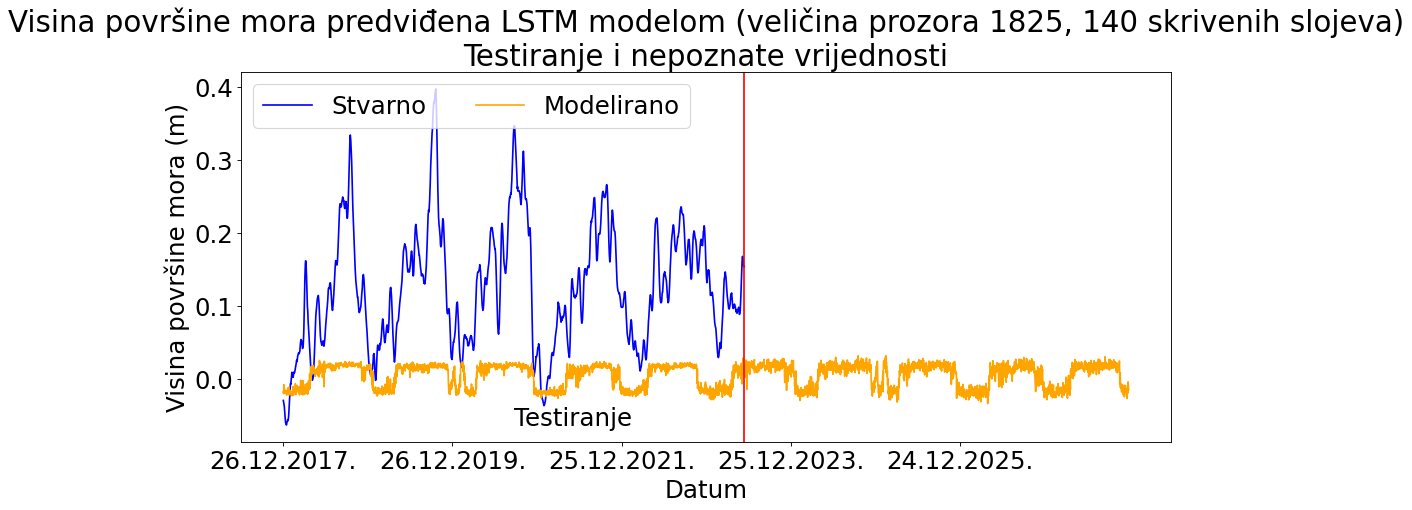 Visina površine mora predviđena LSTM modelom (veličina prozora 1825, 140 skrivenih slojeva)
Testiranje i nepoznate vrijednosti
Stvarno
Modelirano
Visina površine mora (m)
0.4
0.3
0.2
0.1
0.0
Testiranje
26.12.2017.
26.12.2019.
25.12.2021.
25.12.2023.
24.12.2025.
Datum